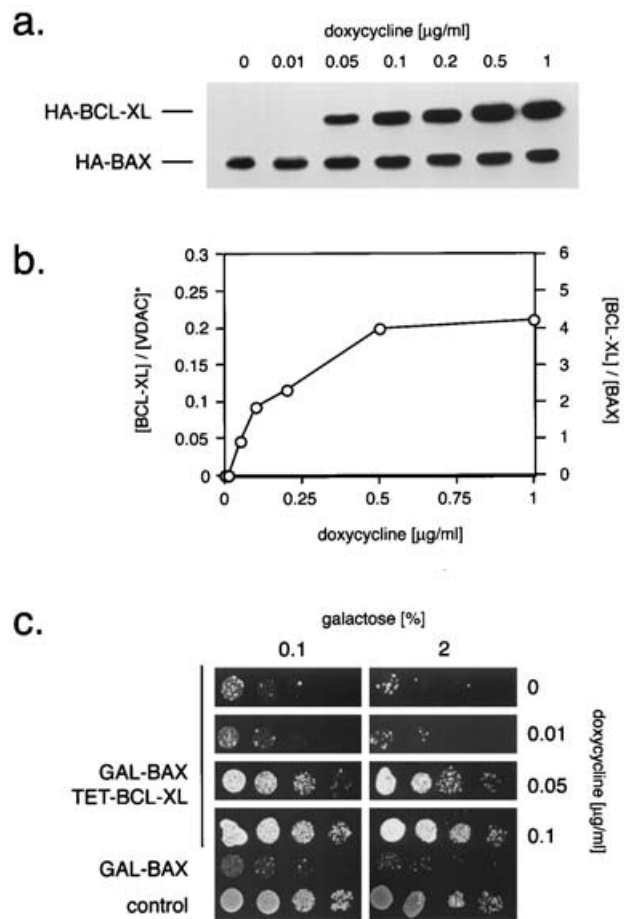 a.
doxycycline [µg/ml]
0 0.01 0.05 0.1 0.2 0.5 1
HA-BCL-XL
HA-BAX
b.
[BCL-XL] / [VDAC]*
0.3
0.25
0.2
0.15
0.1
0.05
0
6
5
4
3
2
1
0
[BCL-XL] / [BAX]
0 0.25 0.5 0.75 1
doxycycline [µg/ml]
c.
galactose [%]
0.1 2
0
0.01
GAL-BAX
TET-BCL-XL
0.05
0.1
doxycycline [µg/ml]
GAL-BAX
control